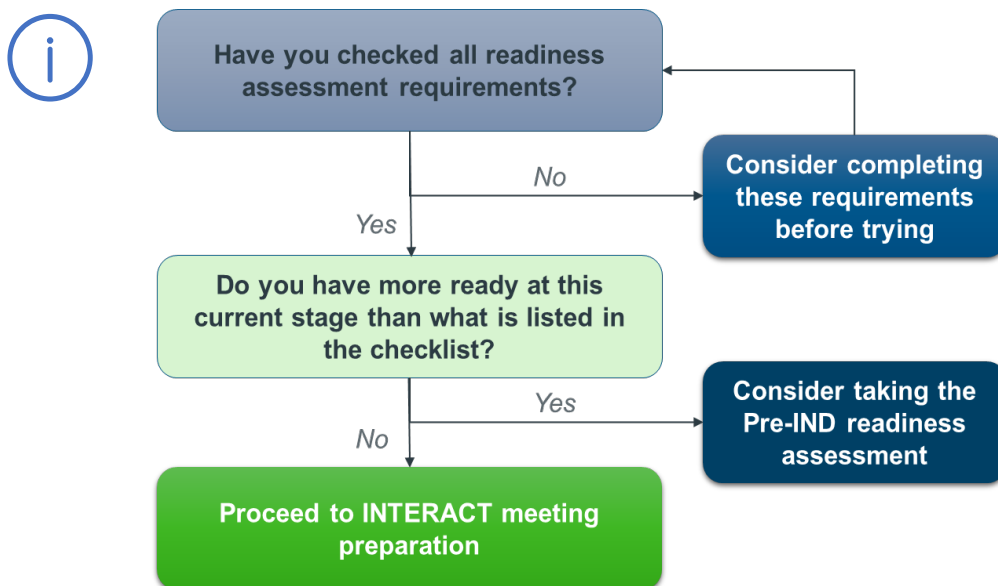 i
Have you checked all readiness
assessment requirements?
No
Consider completing
these requirements
before trying
Yes
Do you have more ready at this
current stage than what is listed in
the checklist?
Yes
Consider taking the
Pre-IND readiness
assessment
No
Proceed to INTERACT meeting
preparation